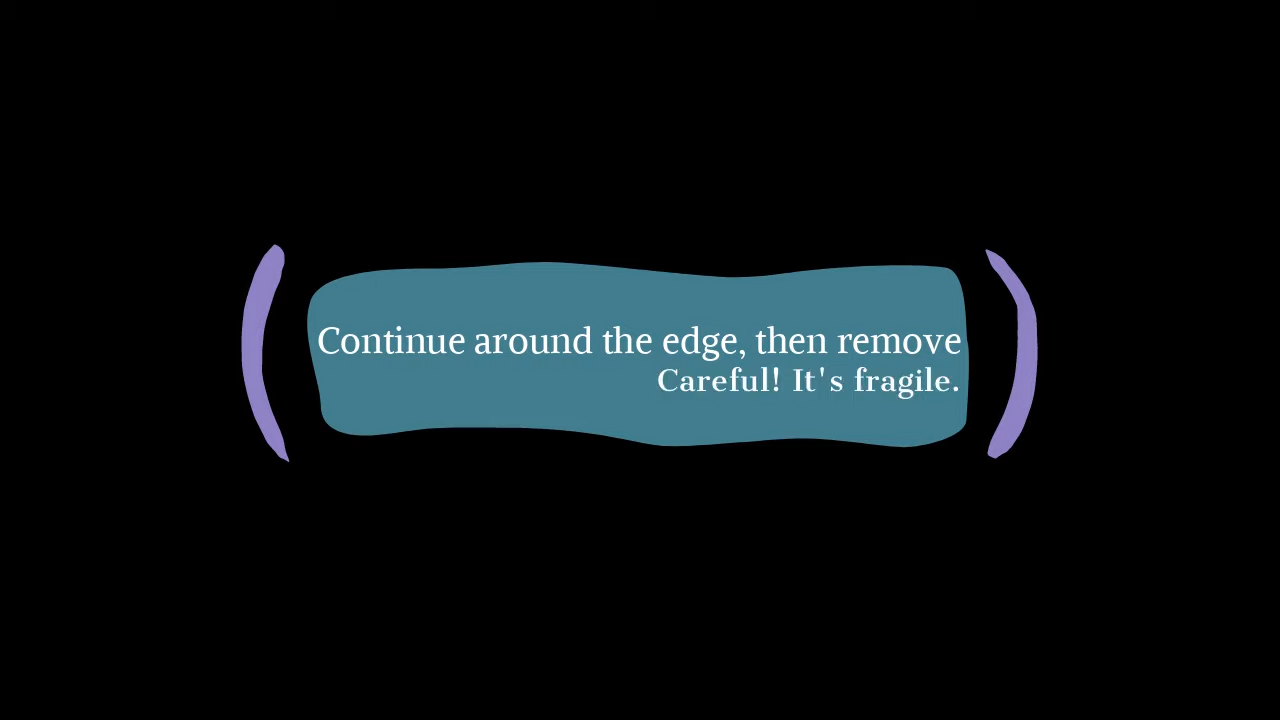 Continue around the edge, then remove
Careful! It's fragile.